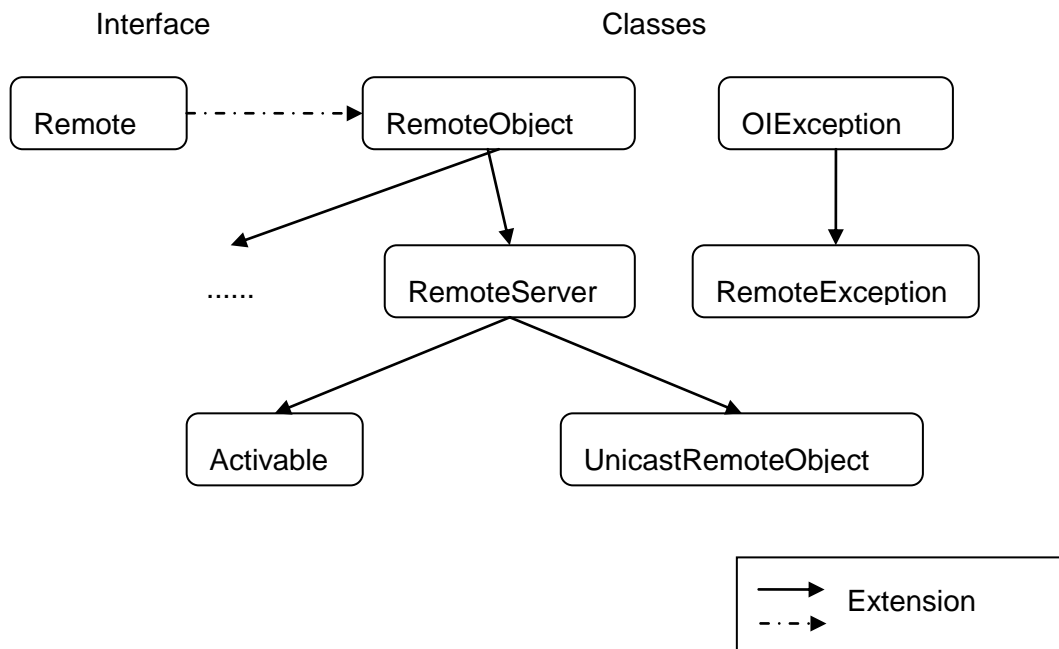 Interface
Classes
Remote
RemoteObject
OIException
......
RemoteServer
RemoteException
Activable
UnicastRemoteObject
Extension